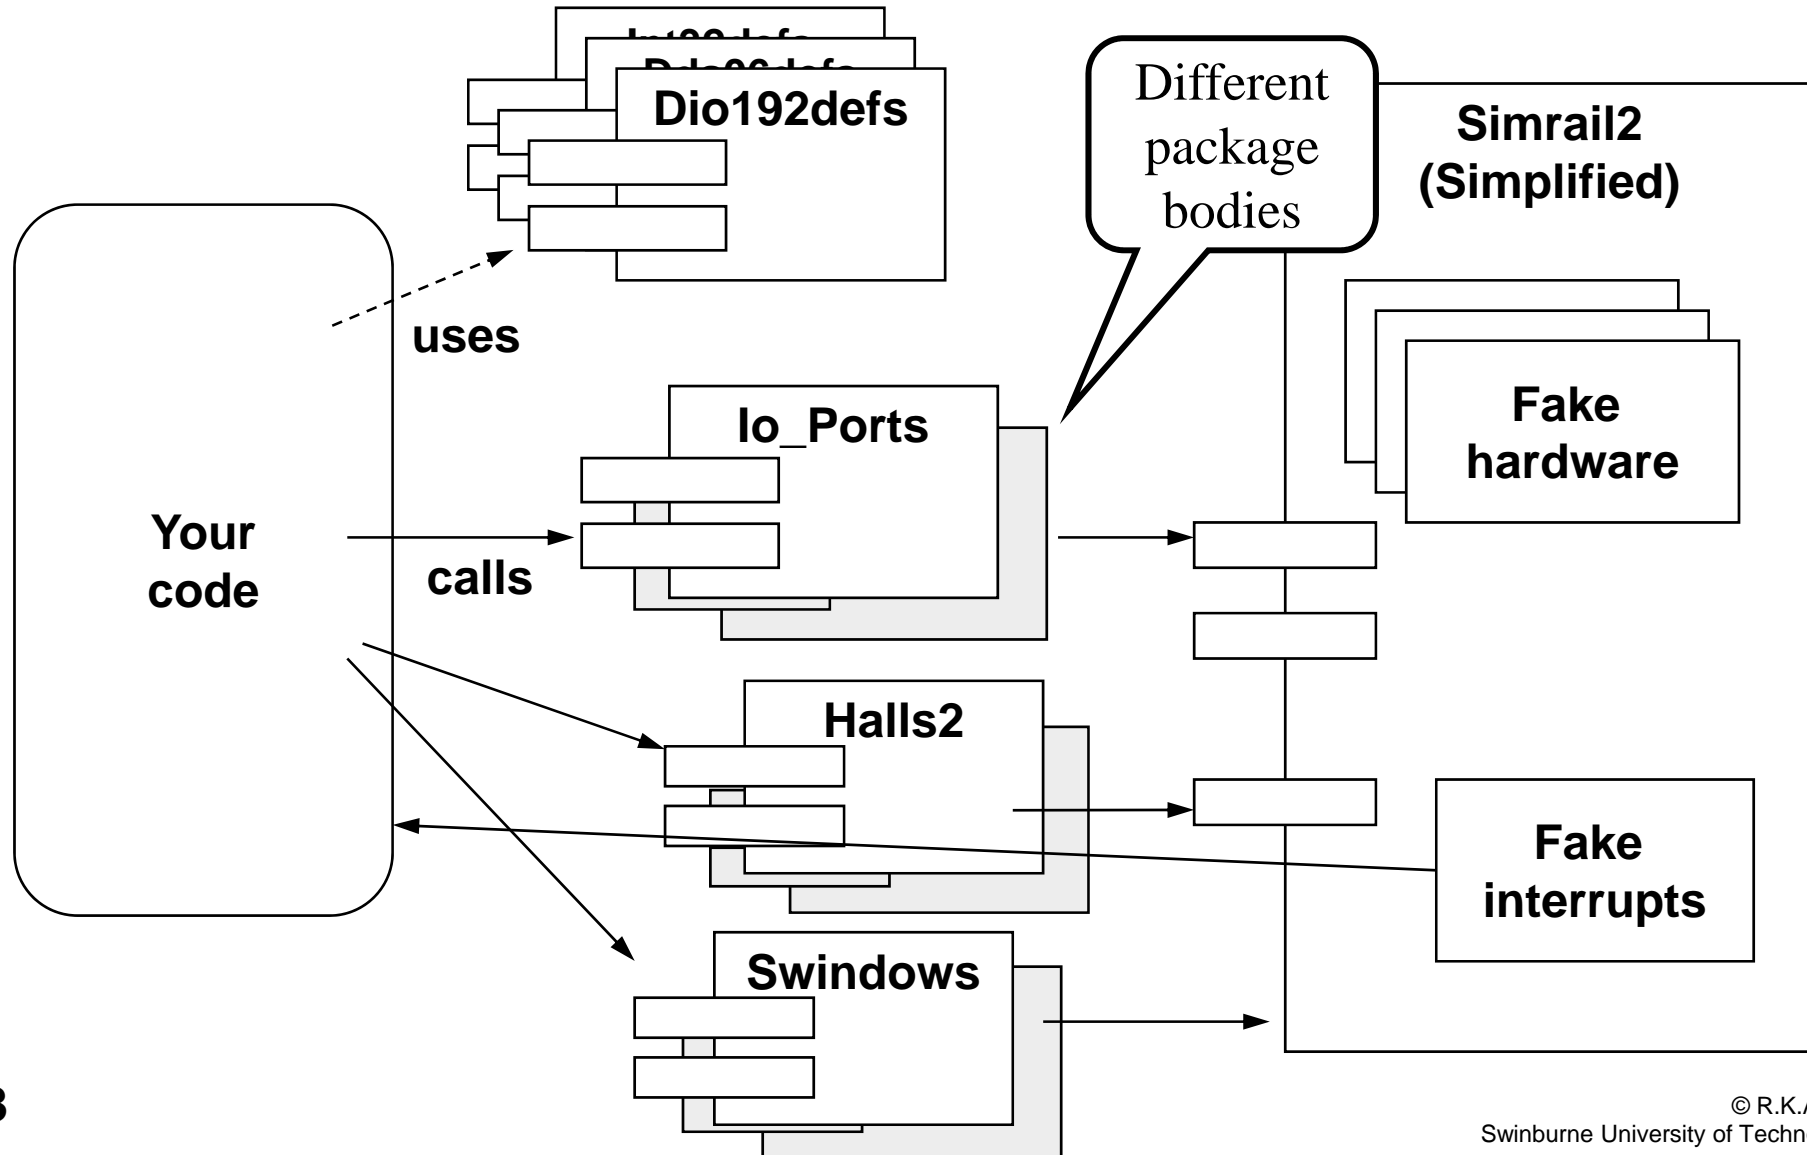 Dio192defs
Different
package
bodies
Simrail2
(Simplified)
uses
Io_Ports
Fake
hardware
Your
code
calls
Halls2
Fake
interrupts
Swindows
© R.K.A
Swinburne University of Techno